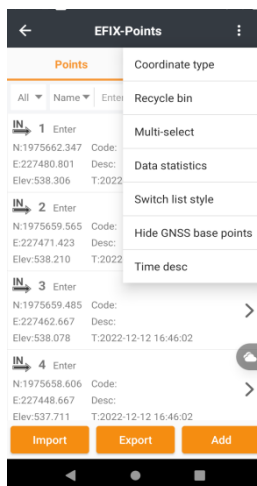 EFIX-Points
Points
Coordinate type
All Name Enter
Recycle bin
IN 1 Enter
Multi-select
N:1975662.347 Code:
E:227480.801 Desc:
Data statistics
Elev:538.306 T:2022
IN 2 Enter
Switch list style
N:1975659.565 Code:
E:227471.423 Desc:
Hide GNSS base points
Elev:538.210 T:2022
Time desc
IN 3 Enter
N:1975659.485 Code:
E:227462.667 Desc:
Elev:538.078 T:2022-12-12 16:46:02
IN 4 Enter
N:1975658.606 Code:
E:227448.667 Desc:
Elev:537.711 T:2022-12-12 16:46:02
Import Export Add